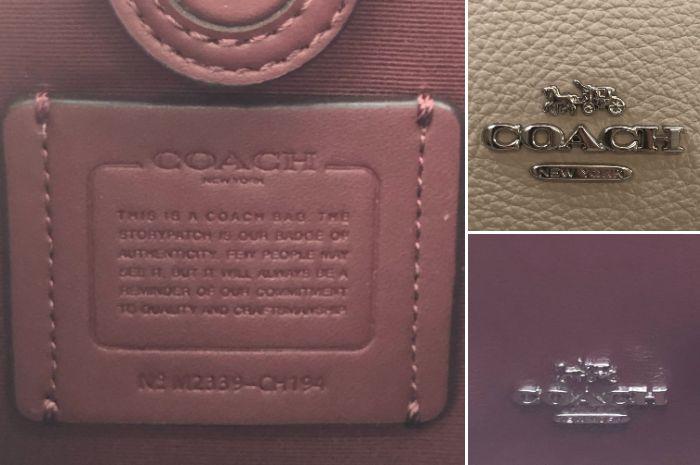 COACH
NEW YORK
THIS IS A COACH BAG. THE
STORYPATCH IS OUR BADGE OF
AUTHENTICITY. FEW PEOPLE MAY
SEE IT, BUT IT WILL ALWAYS BE A
REMINDER OF OUR COMMITMENT
TO QUALITY AND CRAFTSMANSHIP
No M2339-CH194
COACH
NEW YORK
COACH